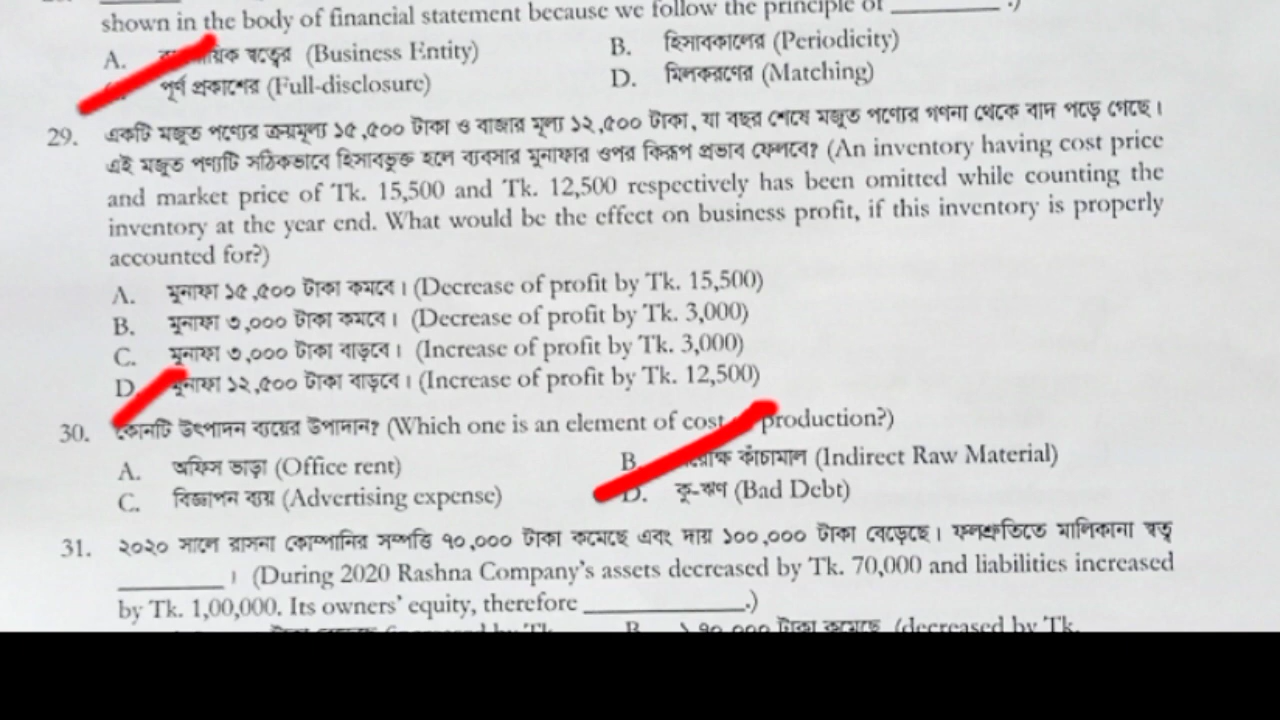 shown in the body of financial statement because we follow the principle of ________ .)
A. স্বত্বের (Business Entity)
B. হিসাবকালের (Periodicity)
পূর্ণ প্রকাশের (Full-disclosure)
D. মিলকরণের (Matching)
29. একটি মজুত পণ্যের ক্রয়মূল্য ১৫,৫০০ টাকা ও বাজার মূল্য ১২,৫০০ টাকা, যা বছর শেষে মজুত পণ্যের গণনা থেকে বাদ পড়ে গেছে।
এই মজুত পণ্যটি সঠিকভাবে হিসাবভুক্ত হলে ব্যবসার মুনাফার ওপর কিরূপ প্রভাব ফেলবে? (An inventory having cost price
and market price of Tk. 15,500 and Tk. 12,500 respectively has been omitted while counting the
inventory at the year end. What would be the effect on business profit, if this inventory is properly
accounted for?)
A. মুনাফা ১৫,৫০০ টাকা কমবে। (Decrease of profit by Tk. 15,500)
B. মুনাফা ৩,০০০ টাকা কমবে। (Decrease of profit by Tk. 3,000)
C. মুনাফা ৩,০০০ টাকা বাড়বে। (Increase of profit by Tk. 3,000)
D. মুনাফা ১২,৫০০ টাকা বাড়বে। (Increase of profit by Tk. 12,500)
30. কোনটি উৎপাদন ব্যয়ের উপাদান? (Which one is an element of cost production?)
A. অফিস ভাড়া (Office rent)
B. কাঁচামাল (Indirect Raw Material)
C. বিজ্ঞাপন ব্যয় (Advertising expense)
D. কু-ঋণ (Bad Debt)
31. ২০২০ সালে রাসনা কোম্পানির সম্পত্তি ৭০,০০০ টাকা কমেছে এবং দায় ১০০,০০০ টাকা বেড়েছে। ফলশ্রুতিতে মালিকানা স্বত্ব
________। (During 2020 Rashna Company's assets decreased by Tk. 70,000 and liabilities increased
by Tk. 1,00,000. Its owners' equity, therefore ____________.)
B. ১৭০,০০০ টাকা কমেছে (decreased by Tk.